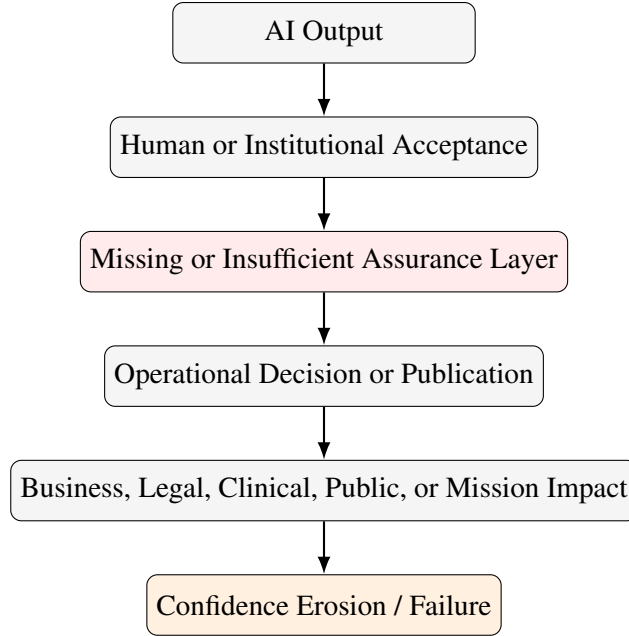 AI Output
Human or Institutional Acceptance
Missing or Insufficient Assurance Layer
Operational Decision or Publication
Business, Legal, Clinical, Public, or Mission Impact
Confidence Erosion / Failure